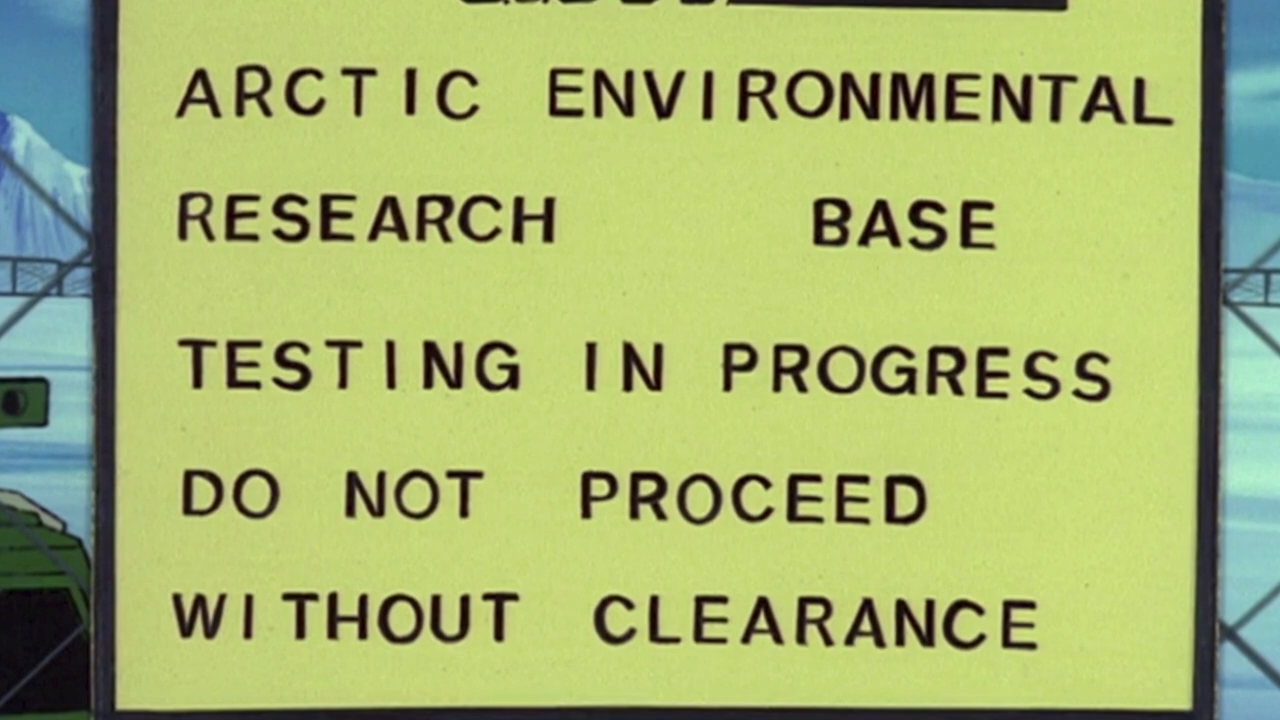 ARCTIC ENVIRONMENTAL
RESEARCH BASE
TESTING IN PROGRESS
DO NOT PROCEED
WITHOUT CLEARANCE